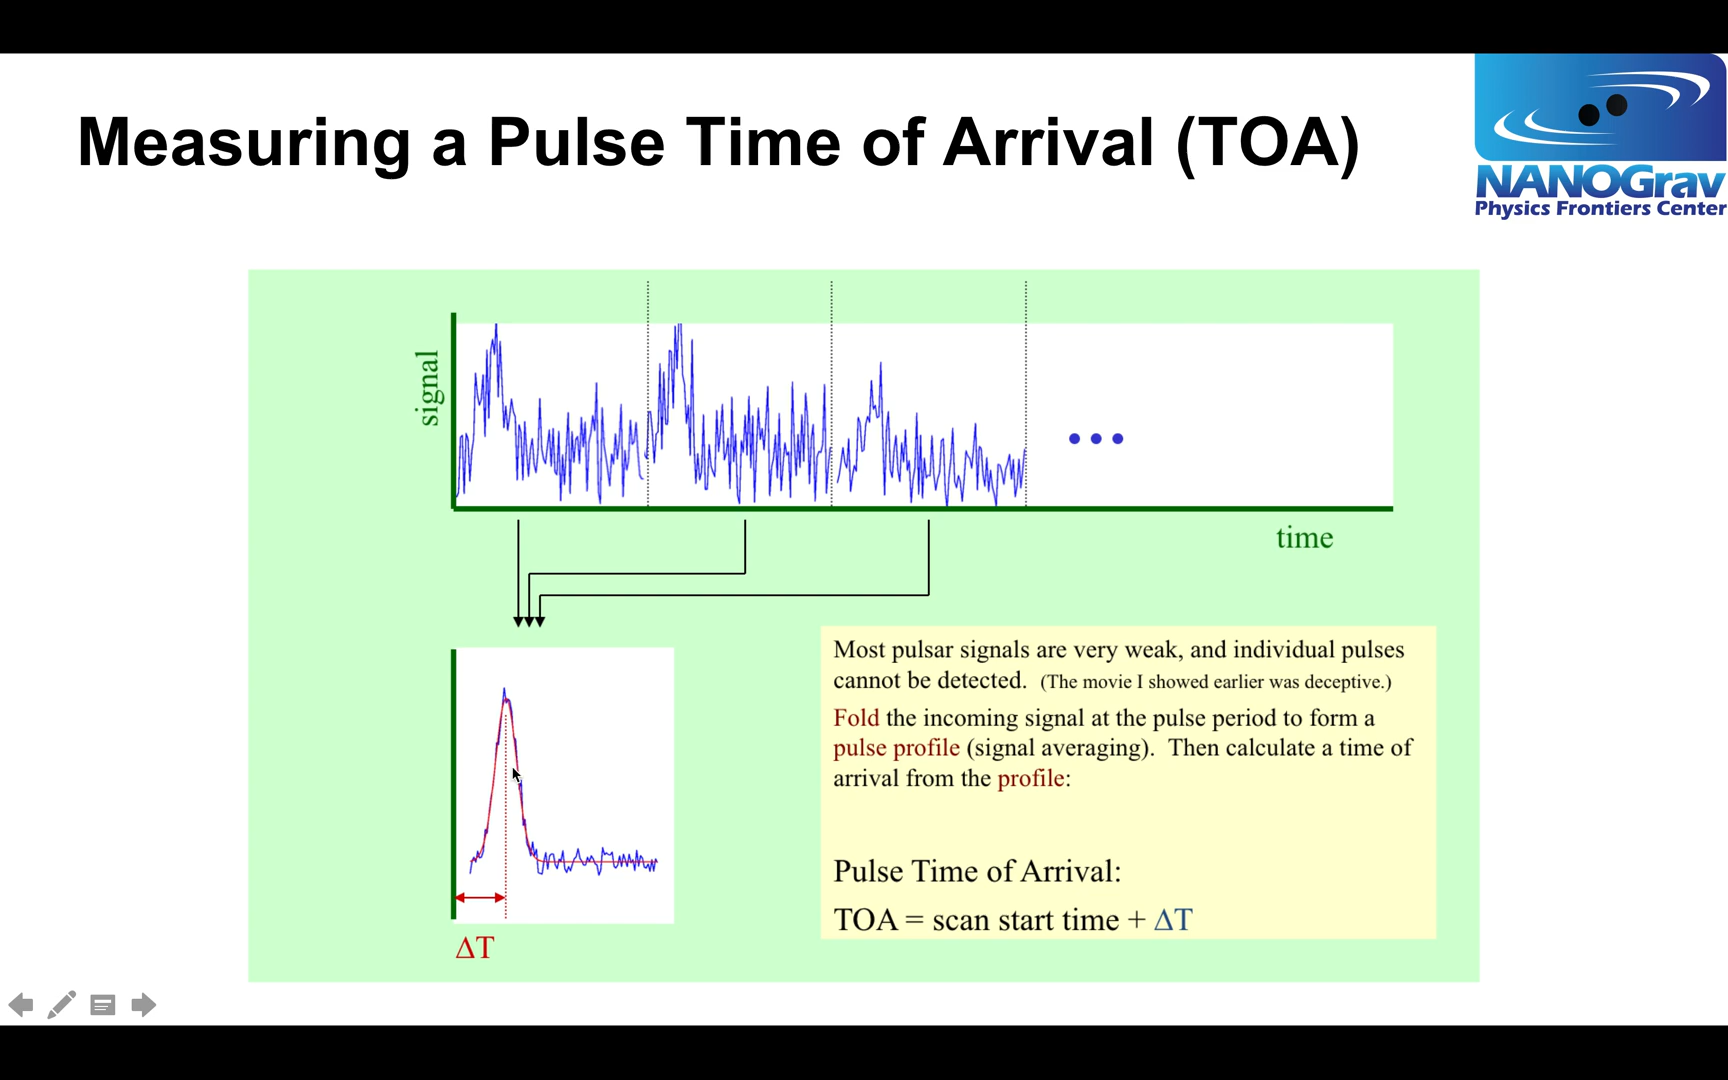 Measuring a Pulse Time of Arrival (TOA)
NANOGrav
Physics Frontiers Center
signal
time
Most pulsar signals are very weak, and individual pulses
cannot be detected. (The movie I showed earlier was deceptive.)
Fold the incoming signal at the pulse period to form a
pulse profile (signal averaging). Then calculate a time of
arrival from the profile:
Pulse Time of Arrival:
TOA = scan start time + ΔT
ΔT